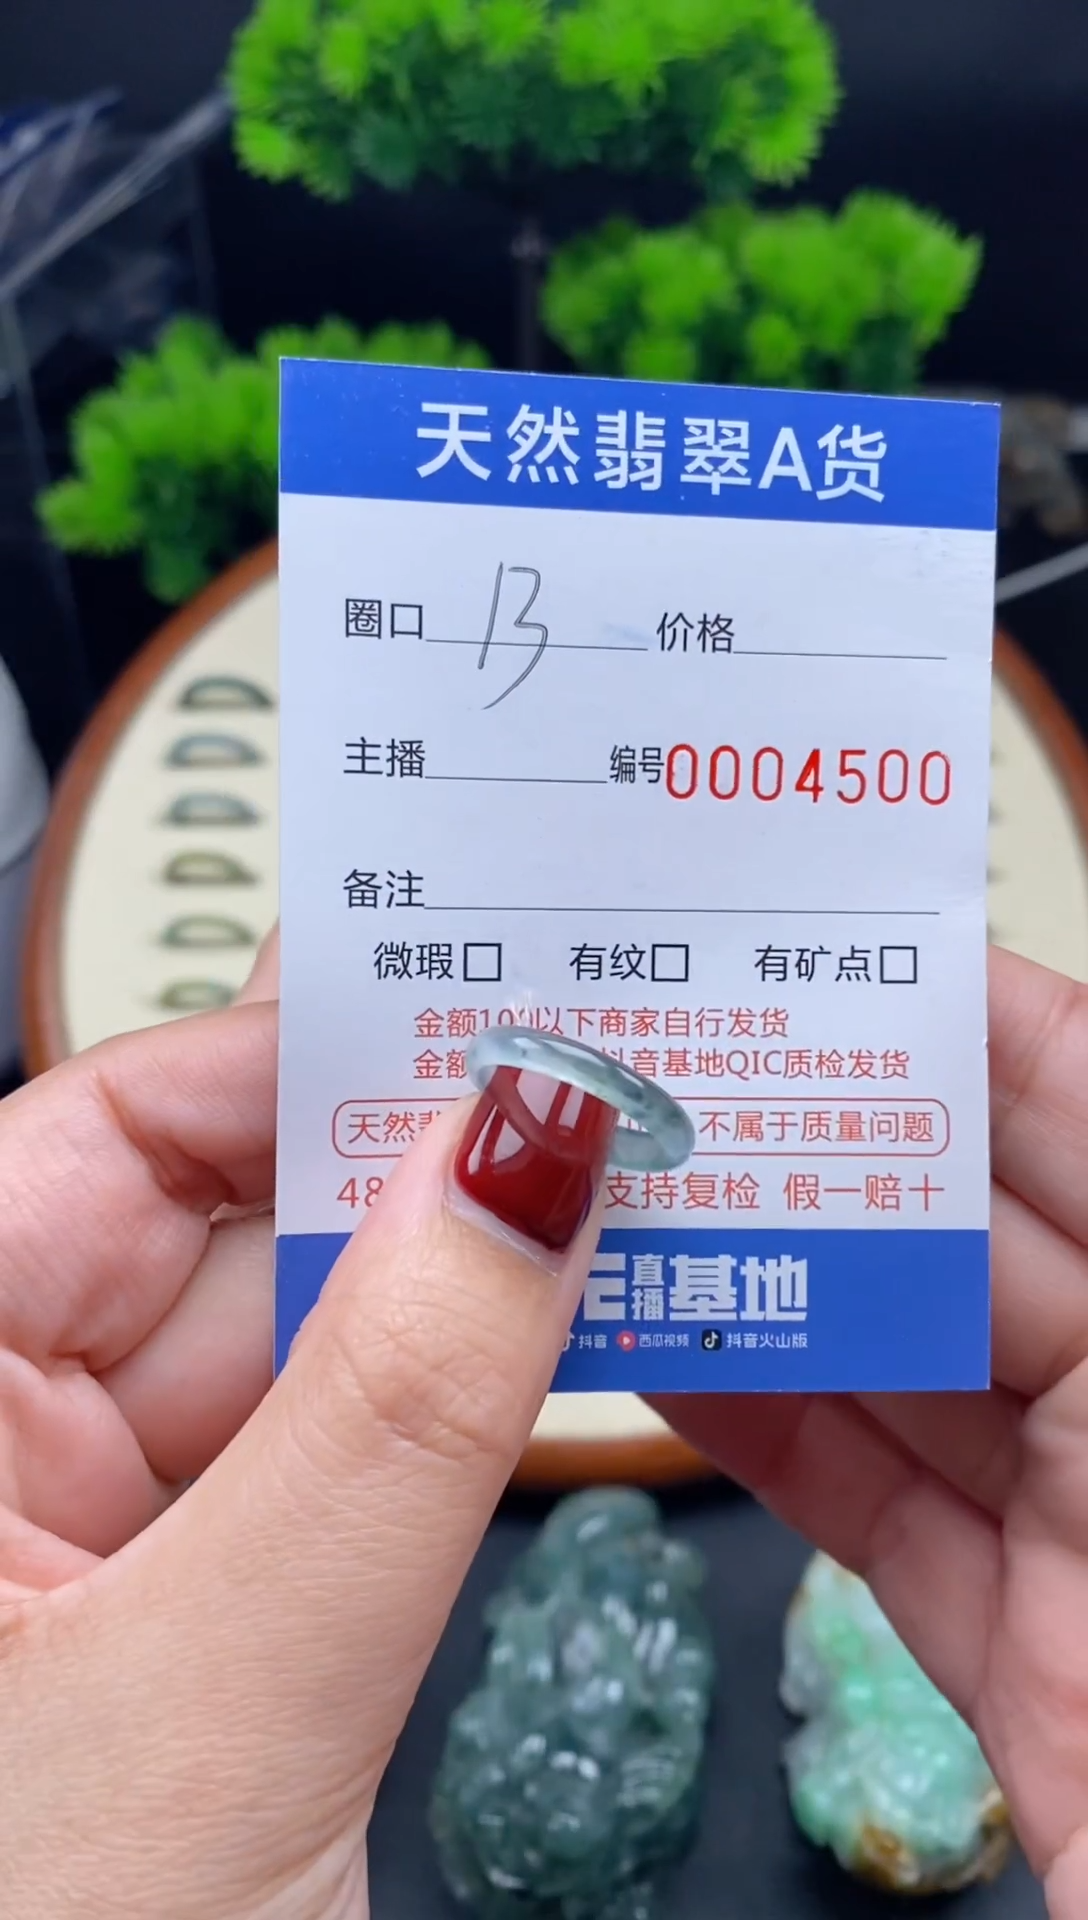 天然翡翠A货
圈口 13 价格
主播 编号0004500
备注
微瑕□ 有纹□ 有矿点□
金额100以下商家自行发货
金额 抖音基地QIC质检发货
天然翡 不属于质量问题
48 支持复检 假一赔十
直播基地
抖音 西瓜视频 抖音火山版